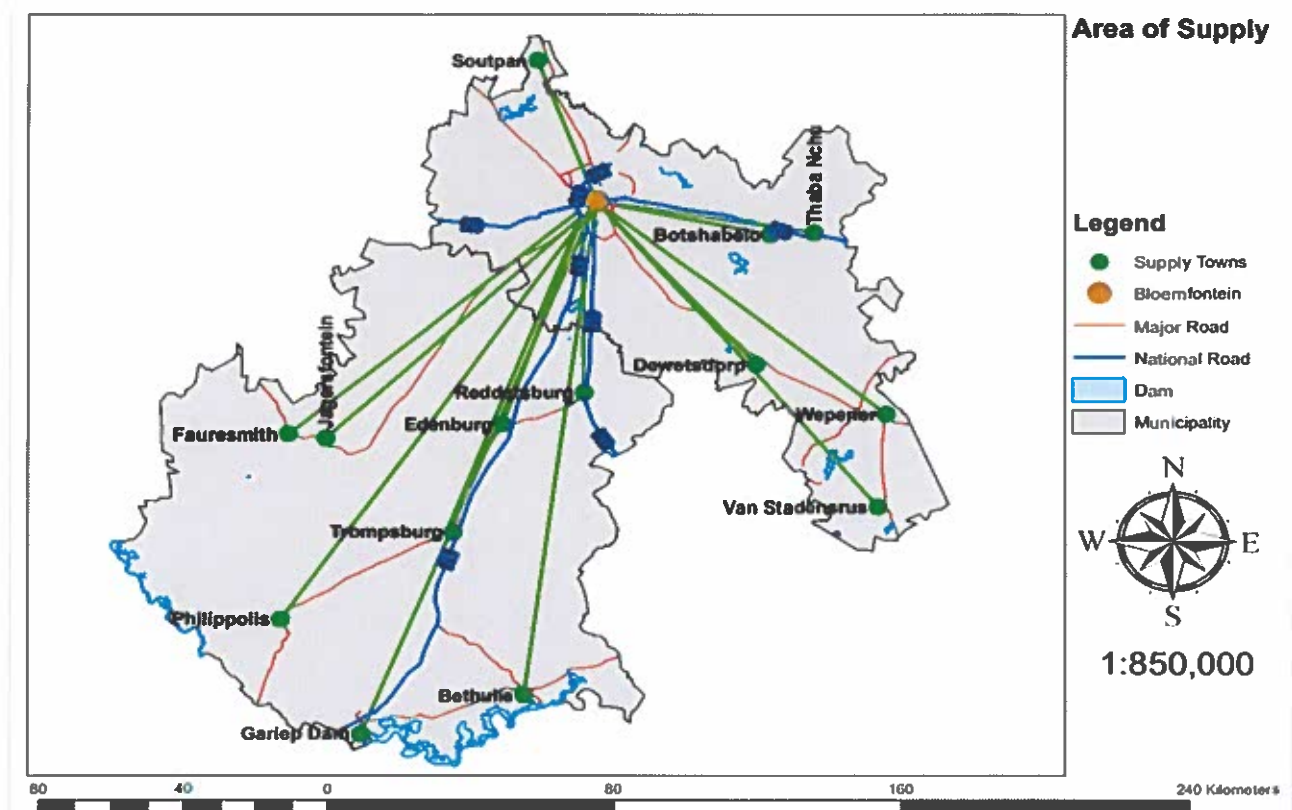 Area of Supply
Soutpan
Thaba Nchu
Botshabelo
Jagersfontein
Dewetsdorp
Reddersburg
Edenburg
Wepener
Fauresmith
Van Stadensrus
Trompsburg
Philippolis
Bethulie
Gariep Dam
Legend
Supply Towns
Bloemfontein
Major Road
National Road
Dam
Municipality
N
W
E
S
1:850,000
80 40 0 80 160 240 Kilometers